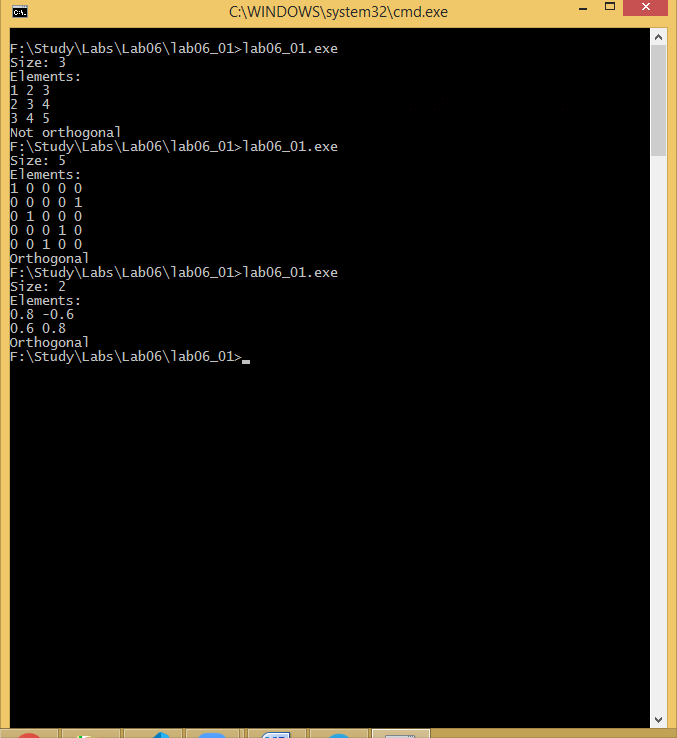 C:\WINDOWS\system32\cmd.exe
F:\Study\Labs\Lab06\lab06_01>lab06_01.exe
Size: 3
Elements:
1 2 3
2 3 4
3 4 5
Not orthogonal
F:\Study\Labs\Lab06\lab06_01>lab06_01.exe
Size: 5
Elements:
1 0 0 0 0
0 0 0 0 1
0 1 0 0 0
0 0 0 1 0
0 0 1 0 0
Orthogonal
F:\Study\Labs\Lab06\lab06_01>lab06_01.exe
Size: 2
Elements:
0.8 -0.6
0.6 0.8
Orthogonal
F:\Study\Labs\Lab06\lab06_01>